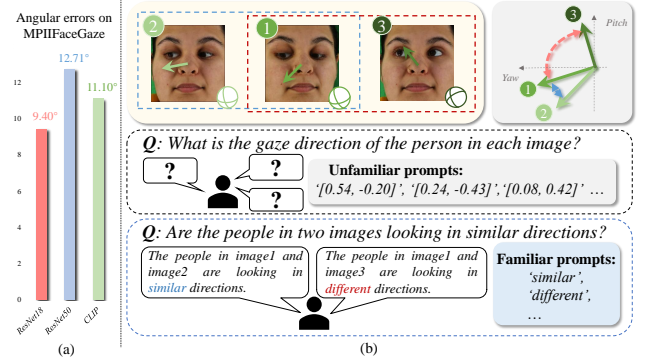 Angular errors on
MPIIFaceGaze
12.71°
11.10°
9.40°
12
10
8
6
4
2
0
ResNet18
ResNet50
CLIP
(a)
2
1
3
3
Pitch
Yaw
1
2
Q: What is the gaze direction of the person in each image?
?
?
?
Unfamiliar prompts:
‘[0.54, -0.20]’, ‘[0.24, -0.43]’,‘[0.08, 0.42]’ …
Q: Are the people in two images looking in similar directions?
The people in image1 and
image2 are looking in
similar directions.
The people in image1 and
image3 are looking in
different directions.
Familiar prompts:
‘similar’,
‘different’,
…
(b)